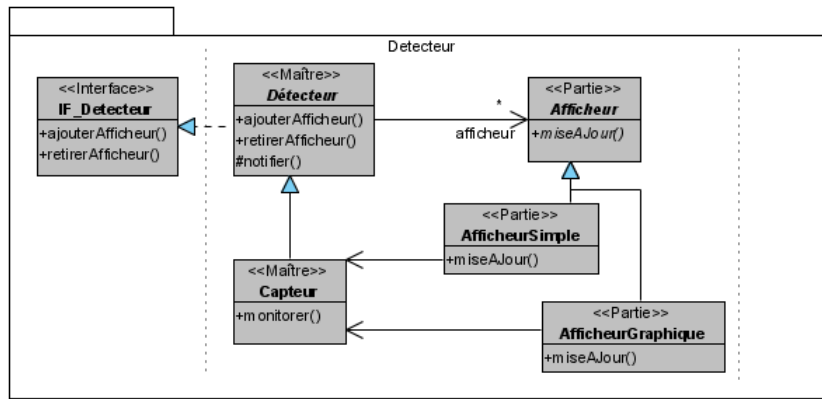 Detecteur
<<Interface>>
IF_Detecteur
+ajouterAfficheur()
+retirerAfficheur()
<<Maître>>
Détecteur
+ajouterAfficheur()
+retirerAfficheur()
#notifier()
*
afficheur
<<Partie>>
Afficheur
+miseAJour()
<<Partie>>
AfficheurSimple
+miseAJour()
<<Maître>>
Capteur
+monitorer()
<<Partie>>
AfficheurGraphique
+miseAJour()